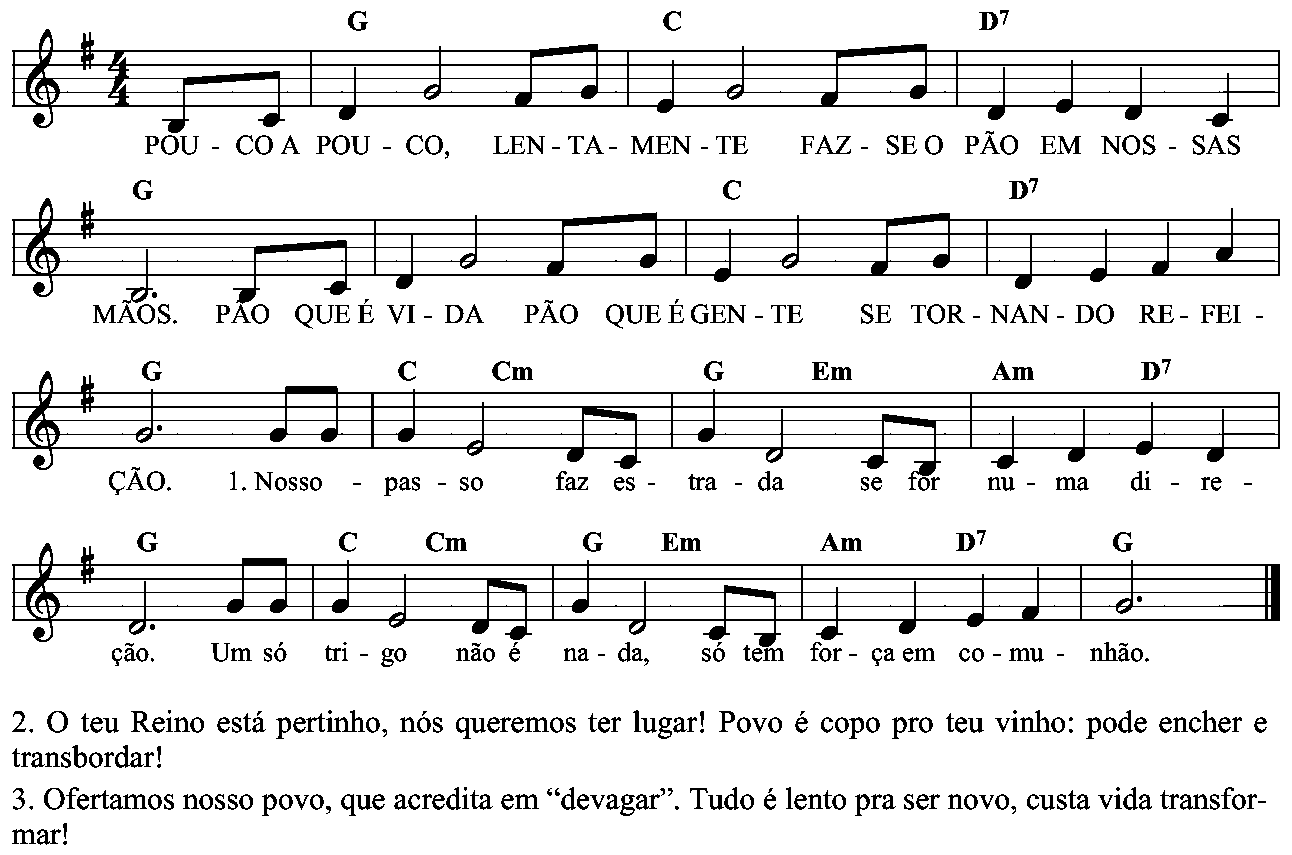 G C D7
POU - CO A POU - CO, LEN - TA - MEN - TE FAZ - SE O PÃO EM NOS - SAS
G C D7
MÃOS. PÃO QUE É VI - DA PÃO QUE É GEN - TE SE TOR - NAN - DO RE - FEI -
G C Cm G Em Am D7
ÇÃO. 1. Nosso - pas - so faz es - tra - da se for nu - ma di - re -
G C Cm G Em Am D7 G
ção. Um só tri - go não é na - da, só tem for - ça em co - mu - nhão.
2. O teu Reino está pertinho, nós queremos ter lugar! Povo é copo pro teu vinho: pode encher e
transbordar!
3. Ofertamos nosso povo, que acredita em “devagar”. Tudo é lento pra ser novo, custa vida transfor-
mar!